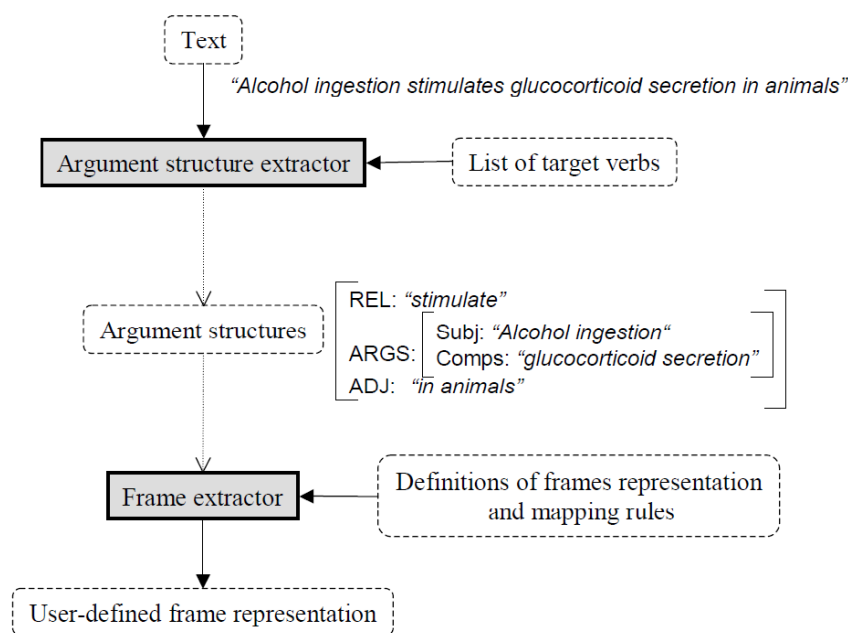 Text
“Alcohol ingestion stimulates glucocorticoid secretion in animals”
Argument structure extractor
List of target verbs
REL: “stimulate”
Argument structures
Subj: “Alcohol ingestion“
ARGS:
Comps: “glucocorticoid secretion”
ADJ: “in animals”
Frame extractor
Definitions of frames representation
and mapping rules
User-defined frame representation